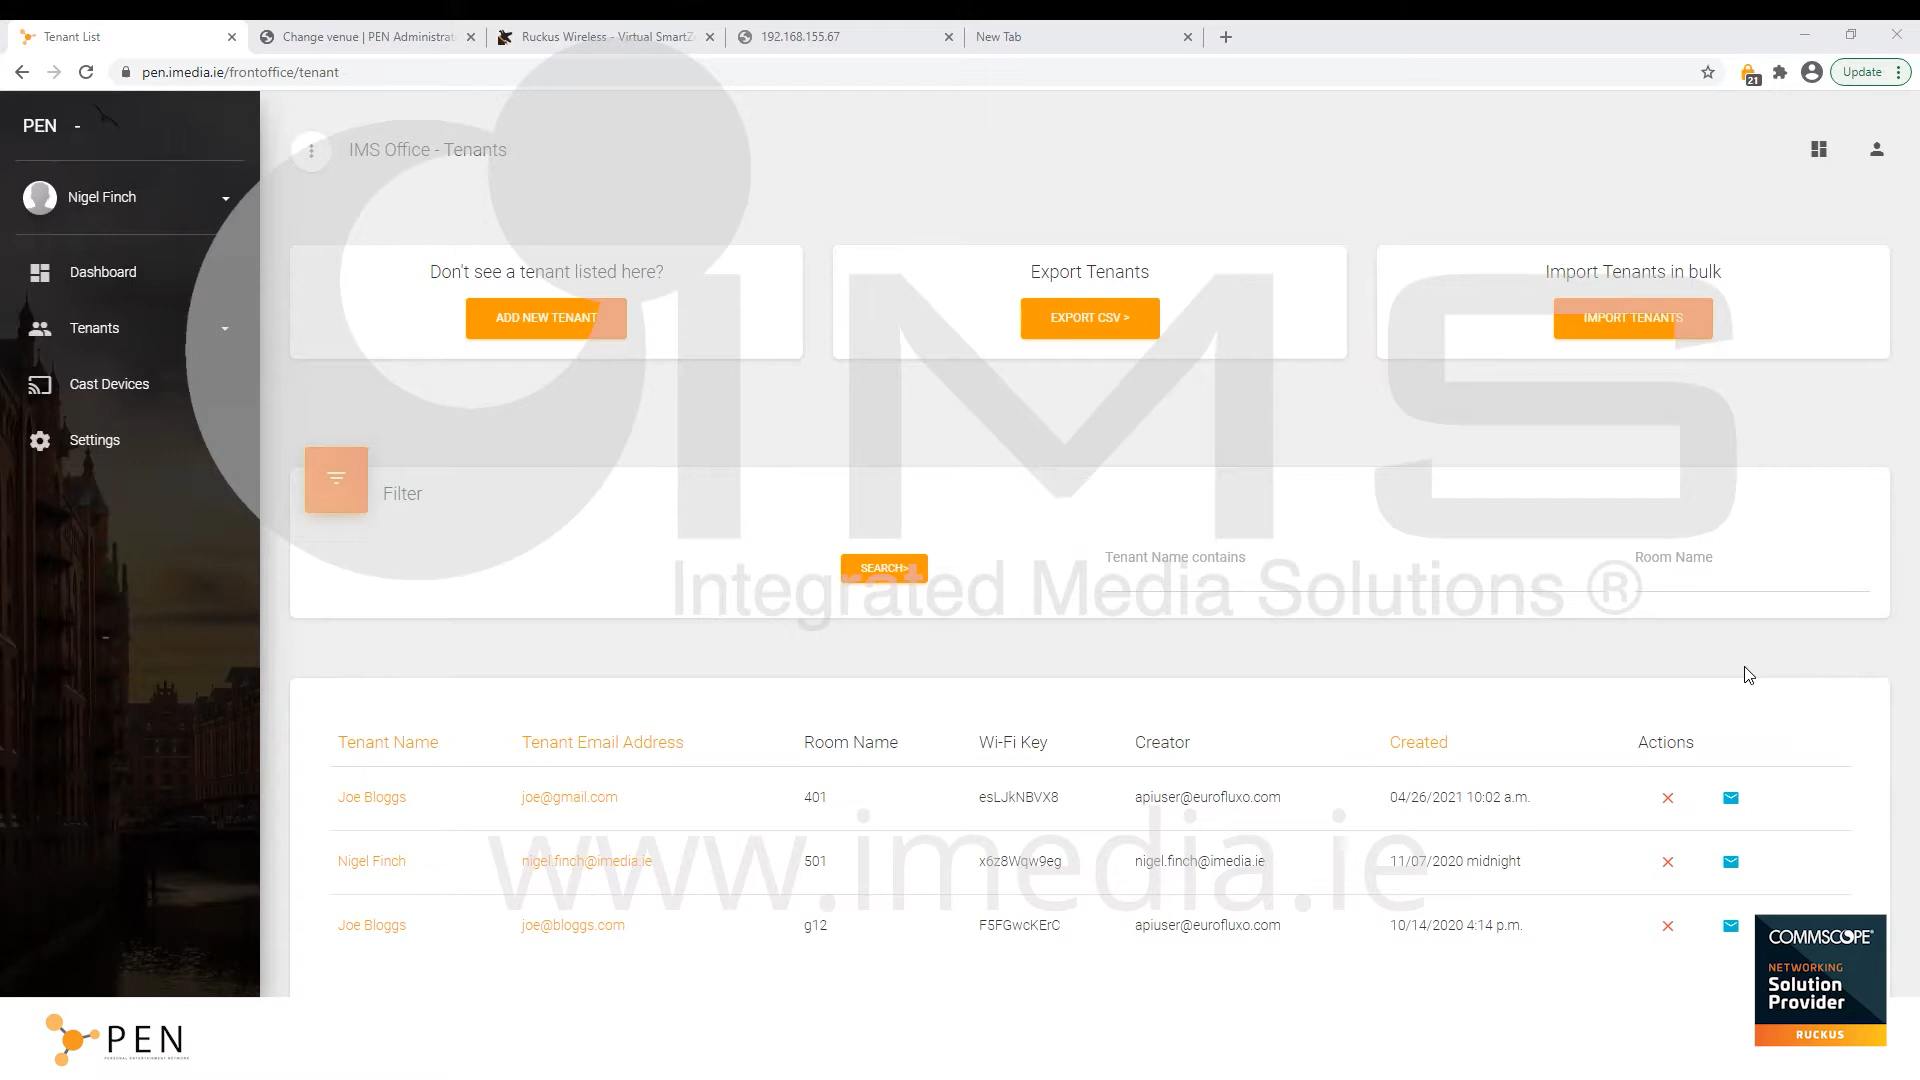 Tenant List
Change venue | PEN Administrat
Ruckus Wireless - Virtual SmartZ
192.168.155.67
New Tab
pen.imedia.ie/frontoffice/tenant
21
Update
PEN -
IMS Office - Tenants
Nigel Finch
Dashboard
Tenants
Cast Devices
Settings
Don't see a tenant listed here?
ADD NEW TENANT
Export Tenants
EXPORT CSV >
Import Tenants in bulk
IMPORT TENANTS
iMS
Integrated Media Solutions ®
www.imedia.ie
Filter
SEARCH>
Tenant Name contains
Room Name
Tenant Name Tenant Email Address Room Name Wi-Fi Key Creator Created Actions
Joe Bloggs joe@gmail.com 401 esLJkNBVX8 apiuser@eurofluxo.com 04/26/2021 10:02 a.m.
Nigel Finch nigel.finch@imedia.ie 501 x6z8Wqw9eg nigel.finch@imedia.ie 11/07/2020 midnight
Joe Bloggs joe@bloggs.com g12 F5FGwcKErC apiuser@eurofluxo.com 10/14/2020 4:14 p.m.
COMMSCOPE®
NETWORKING
Solution
Provider
RUCKUS
PEN
PERSONAL ENTERTAINMENT NETWORK